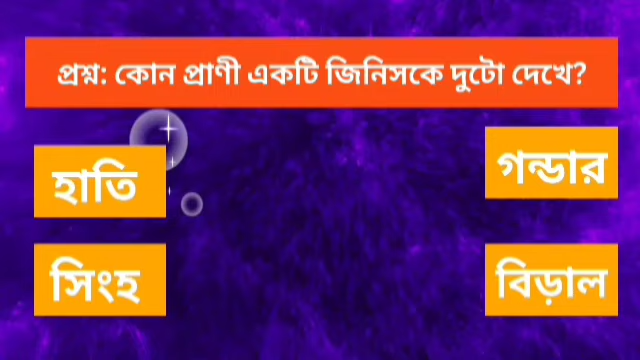 প্রশ্ন: কোন প্রাণী একটি জিনিসকে দুটো দেখে?
হাতি
গন্ডার
সিংহ
বিড়াল